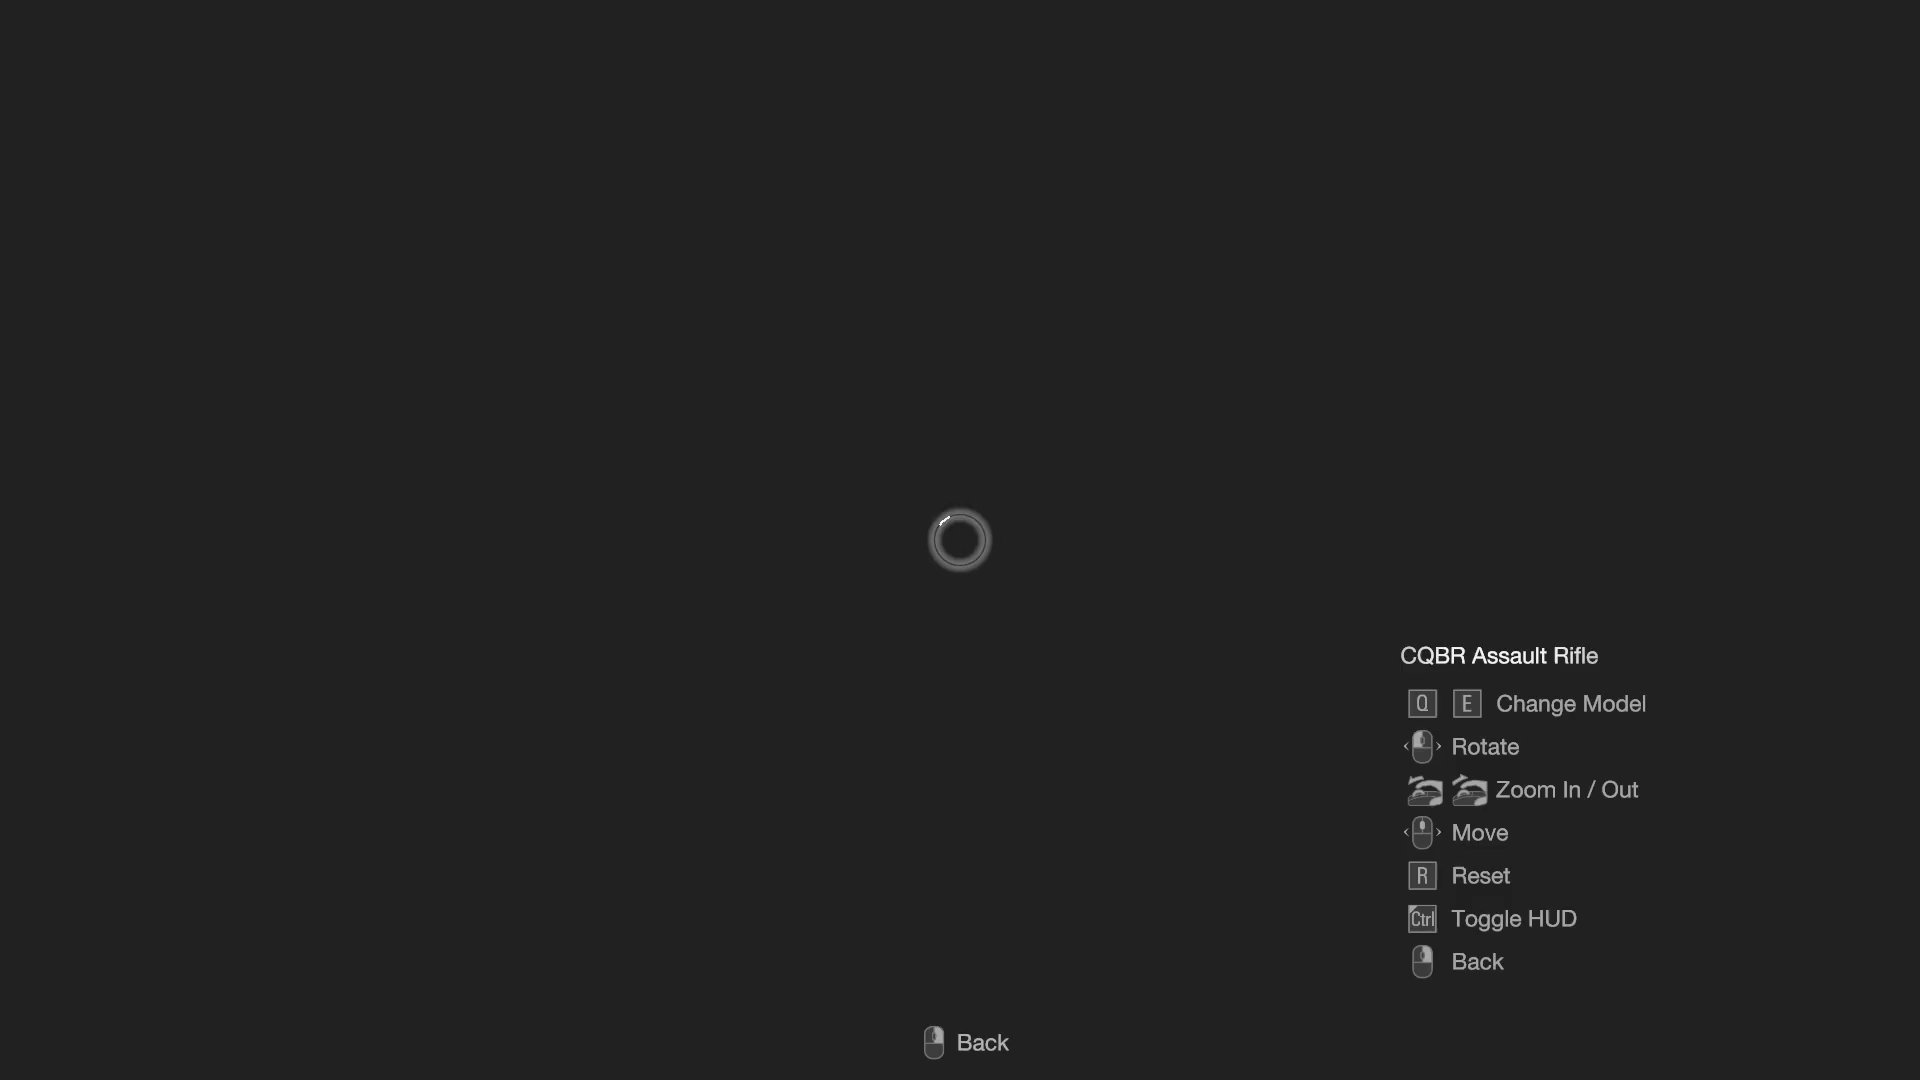 CQBR Assault Rifle
Q E Change Model
Rotate
Zoom In / Out
Move
R Reset
Ctrl Toggle HUD
Back
Back